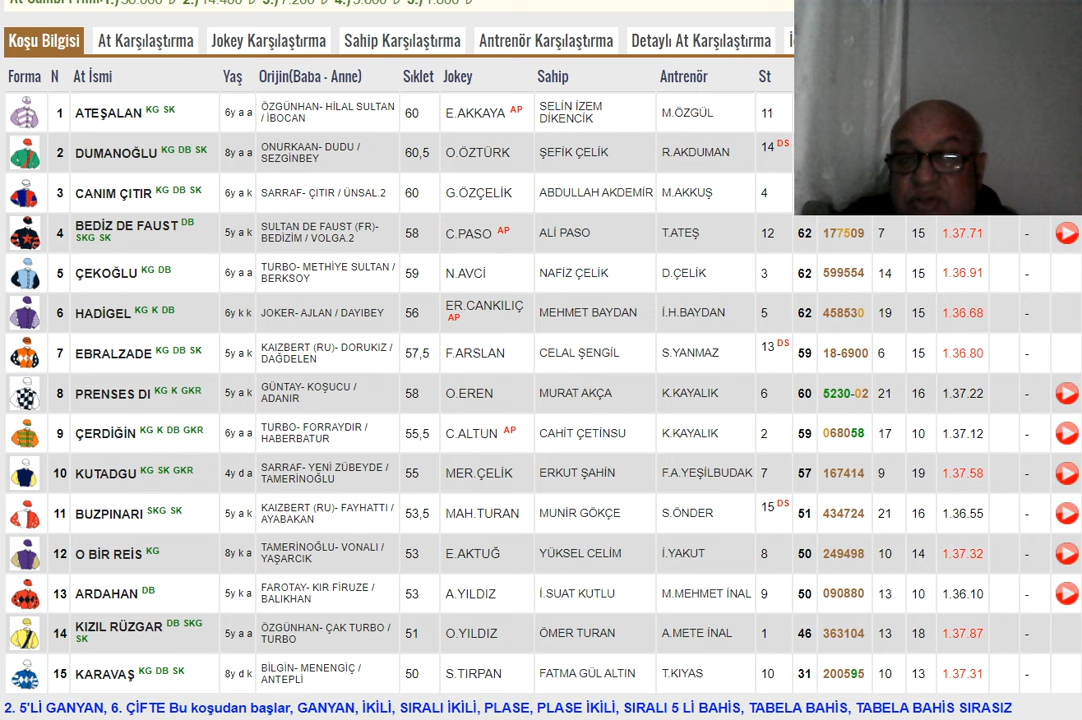 Koşu Bilgisi At Karşılaştırma Jokey Karşılaştırma Sahip Karşılaştırma Antrenör Karşılaştırma Detaylı At Karşılaştırma
Forma N At İsmi Yaş Orijin(Baba - Anne) Sıklet Jokey Sahip Antrenör St
1 ATEŞALAN KG SK 6y a a ÖZGÜNHAN- HİLAL SULTAN / İBOCAN 60 E.AKKAYA AP SELİN İZEM DİKENCİK M.ÖZGÜL 11
2 DUMANOĞLU KG DB SK 8y a a ONURKAAN- DUDU / SEZGİNBEY 60,5 O.ÖZTÜRK ŞEFİK ÇELİK R.AKDUMAN 14 DS
3 CANIM ÇITIR KG DB SK 6y a k SARRAF- ÇITIR / ÜNSAL.2 60 G.ÖZÇELİK ABDULLAH AKDEMİR M.AKKUŞ 4
4 BEDİZ DE FAUST DB SKG SK 5y a k SULTAN DE FAUST (FR)- BEDİZİM / VOLGA.2 58 C.PASO AP ALİ PASO T.ATEŞ 12 62 177509 7 15 1.37.71 -
5 ÇEKOĞLU KG DB 6y a a TURBO- METHİYE SULTAN / BERKSOY 59 N.AVCİ NAFİZ ÇELİK D.ÇELİK 3 62 599554 14 15 1.36.91 -
6 HADİGEL KG K DB 6y k k JOKER- AJLAN / DAYIBEY 56 ER.CANKILIÇ AP MEHMET BAYDAN İ.H.BAYDAN 5 62 458530 19 15 1.36.68 -
7 EBRALZADE KG DB SK 5y a k KAIZBERT (RU)- DORUKIZ / DAĞDELEN 57,5 F.ARSLAN CELAL ŞENGİL S.YANMAZ 13 DS 59 18-6900 6 15 1.36.80 -
8 PRENSES DI KG K GKR 5y a k GÜNTAY- KOŞUCU / ADANIR 58 O.EREN MURAT AKÇA K.KAYALIK 6 60 5230-02 21 16 1.37.22 -
9 ÇERDİĞİN KG K DB GKR 6y a a TURBO- FORRAYDIR / HABERBATUR 55,5 C.ALTUN AP CAHİT ÇETİNSU K.KAYALIK 2 59 068058 17 10 1.37.12 -
10 KUTADGU KG SK GKR 4y d a SARRAF- YENİ ZÜBEYDE / TAMERİNOĞLU 55 MER.ÇELİK ERKUT ŞAHİN F.A.YEŞİLBUDAK 7 57 167414 9 19 1.37.58 -
11 BUZPINARI SKG SK 5y a k KAIZBERT (RU)- FAYHATTI / AYABAKAN 53,5 MAH.TURAN MUNİR GÖKÇE S.ÖNDER 15 DS 51 434724 21 16 1.36.55 -
12 O BİR REİS KG 8y k a TAMERİNOĞLU- VONALI / YAŞARCIK 53 E.AKTUĞ YÜKSEL CELİM İ.YAKUT 8 50 249498 10 14 1.37.32 -
13 ARDAHAN DB 5y k a FAROTAY- KIR FİRUZE / BALIKHAN 53 A.YILDIZ İ.SUAT KUTLU M.MEHMET İNAL 9 50 090880 13 10 1.36.10 -
14 KIZIL RÜZGAR DB SKG SK 5y a a ÖZGÜNHAN- ÇAK TURBO / TURBO 51 O.YILDIZ ÖMER TURAN A.METE İNAL 1 46 363104 13 18 1.37.87 -
15 KARAVAŞ KG DB SK 8y d k BİLGİN- MENENGİÇ / ANTEPLİ 50 S.TIRPAN FATMA GÜL ALTIN T.KIYAS 10 31 200595 10 13 1.37.31 -
2. 5'Lİ GANYAN, 6. ÇİFTE Bu koşudan başlar, GANYAN, İKİLİ, SIRALI İKİLİ, PLASE, PLASE İKİLİ, SIRALI 5 Lİ BAHİS, TABELA BAHİS, TABELA BAHİS SIRASIZ